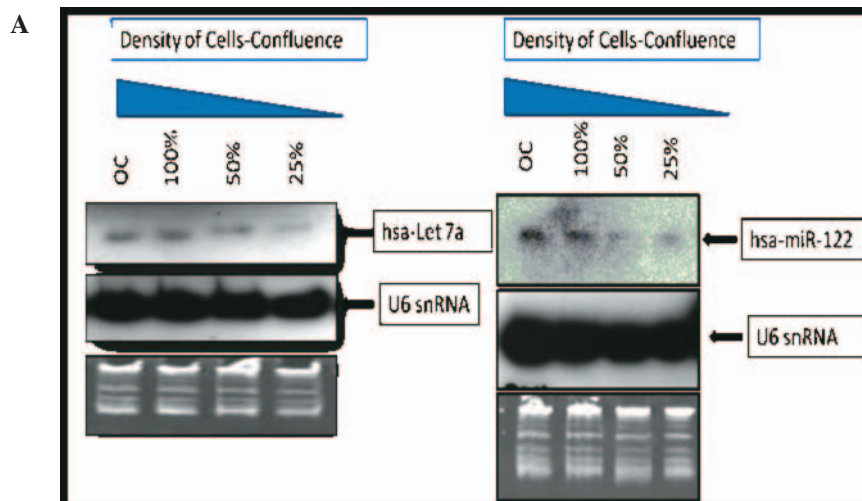 A
Density of Cells-Confluence
OC 100% 50% 25%
hsa·Let 7a
U6 snRNA
Density of Cells-Confluence
OC 100% 50% 25%
hsa-miR-122
U6 snRNA